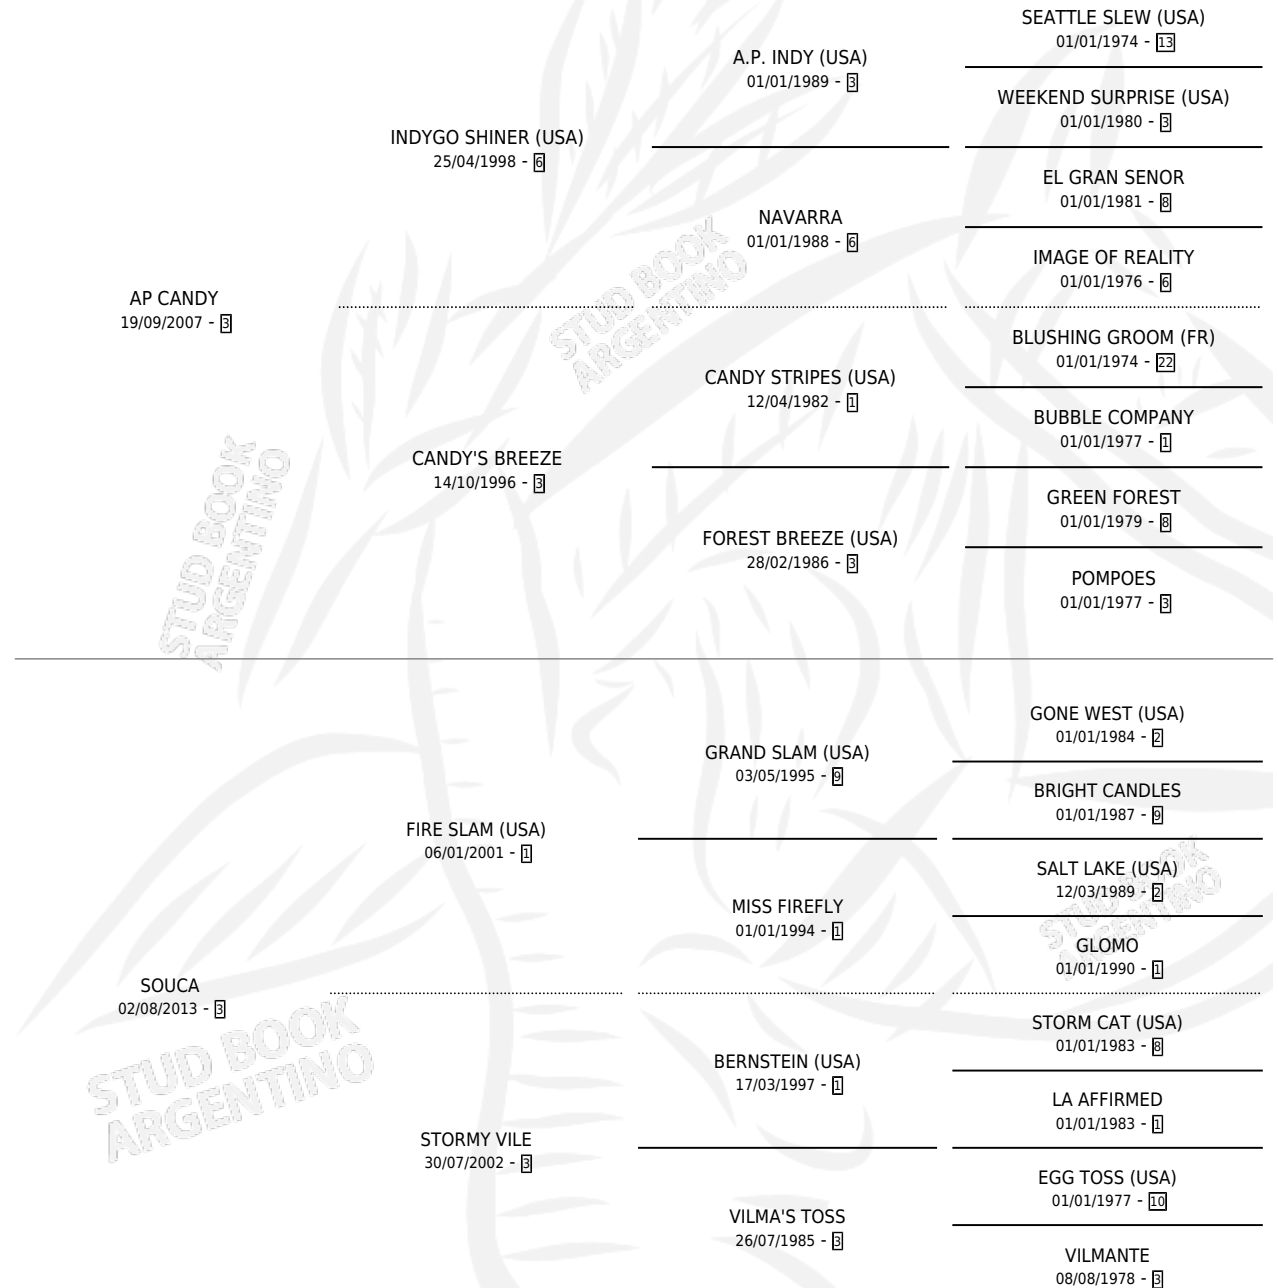 SEATTLE SLEW (USA)
01/01/1974 - 13
A.P. INDY (USA)
01/01/1989 - 3
WEEKEND SURPRISE (USA)
01/01/1980 - 3
INDYGO SHINER (USA)
25/04/1998 - 6
EL GRAN SENOR
01/01/1981 - 8
NAVARRA
01/01/1988 - 6
IMAGE OF REALITY
01/01/1976 - 6
AP CANDY
19/09/2007 - 3
BLUSHING GROOM (FR)
01/01/1974 - 22
CANDY STRIPES (USA)
12/04/1982 - 1
BUBBLE COMPANY
01/01/1977 - 1
CANDY'S BREEZE
14/10/1996 - 3
GREEN FOREST
01/01/1979 - 8
FOREST BREEZE (USA)
28/02/1986 - 3
POMPOES
01/01/1977 - 3
STUD BOOK
ARGENTINO
STUD BOOK
ARGENTINO
GONE WEST (USA)
01/01/1984 - 2
GRAND SLAM (USA)
03/05/1995 - 9
BRIGHT CANDLES
01/01/1987 - 9
FIRE SLAM (USA)
06/01/2001 - 1
SALT LAKE (USA)
12/03/1989 - 2
MISS FIREFLY
01/01/1994 - 1
GLOMO
01/01/1990 - 1
SOUCA
02/08/2013 - 3
STORM CAT (USA)
01/01/1983 - 8
BERNSTEIN (USA)
17/03/1997 - 1
LA AFFIRMED
01/01/1983 - 1
STORMY VILE
30/07/2002 - 3
EGG TOSS (USA)
01/01/1977 - 10
VILMA'S TOSS
26/07/1985 - 3
VILMANTE
08/08/1978 - 3
STUD BOOK
ARGENTINO
STUD BOOK
ARGENTINO